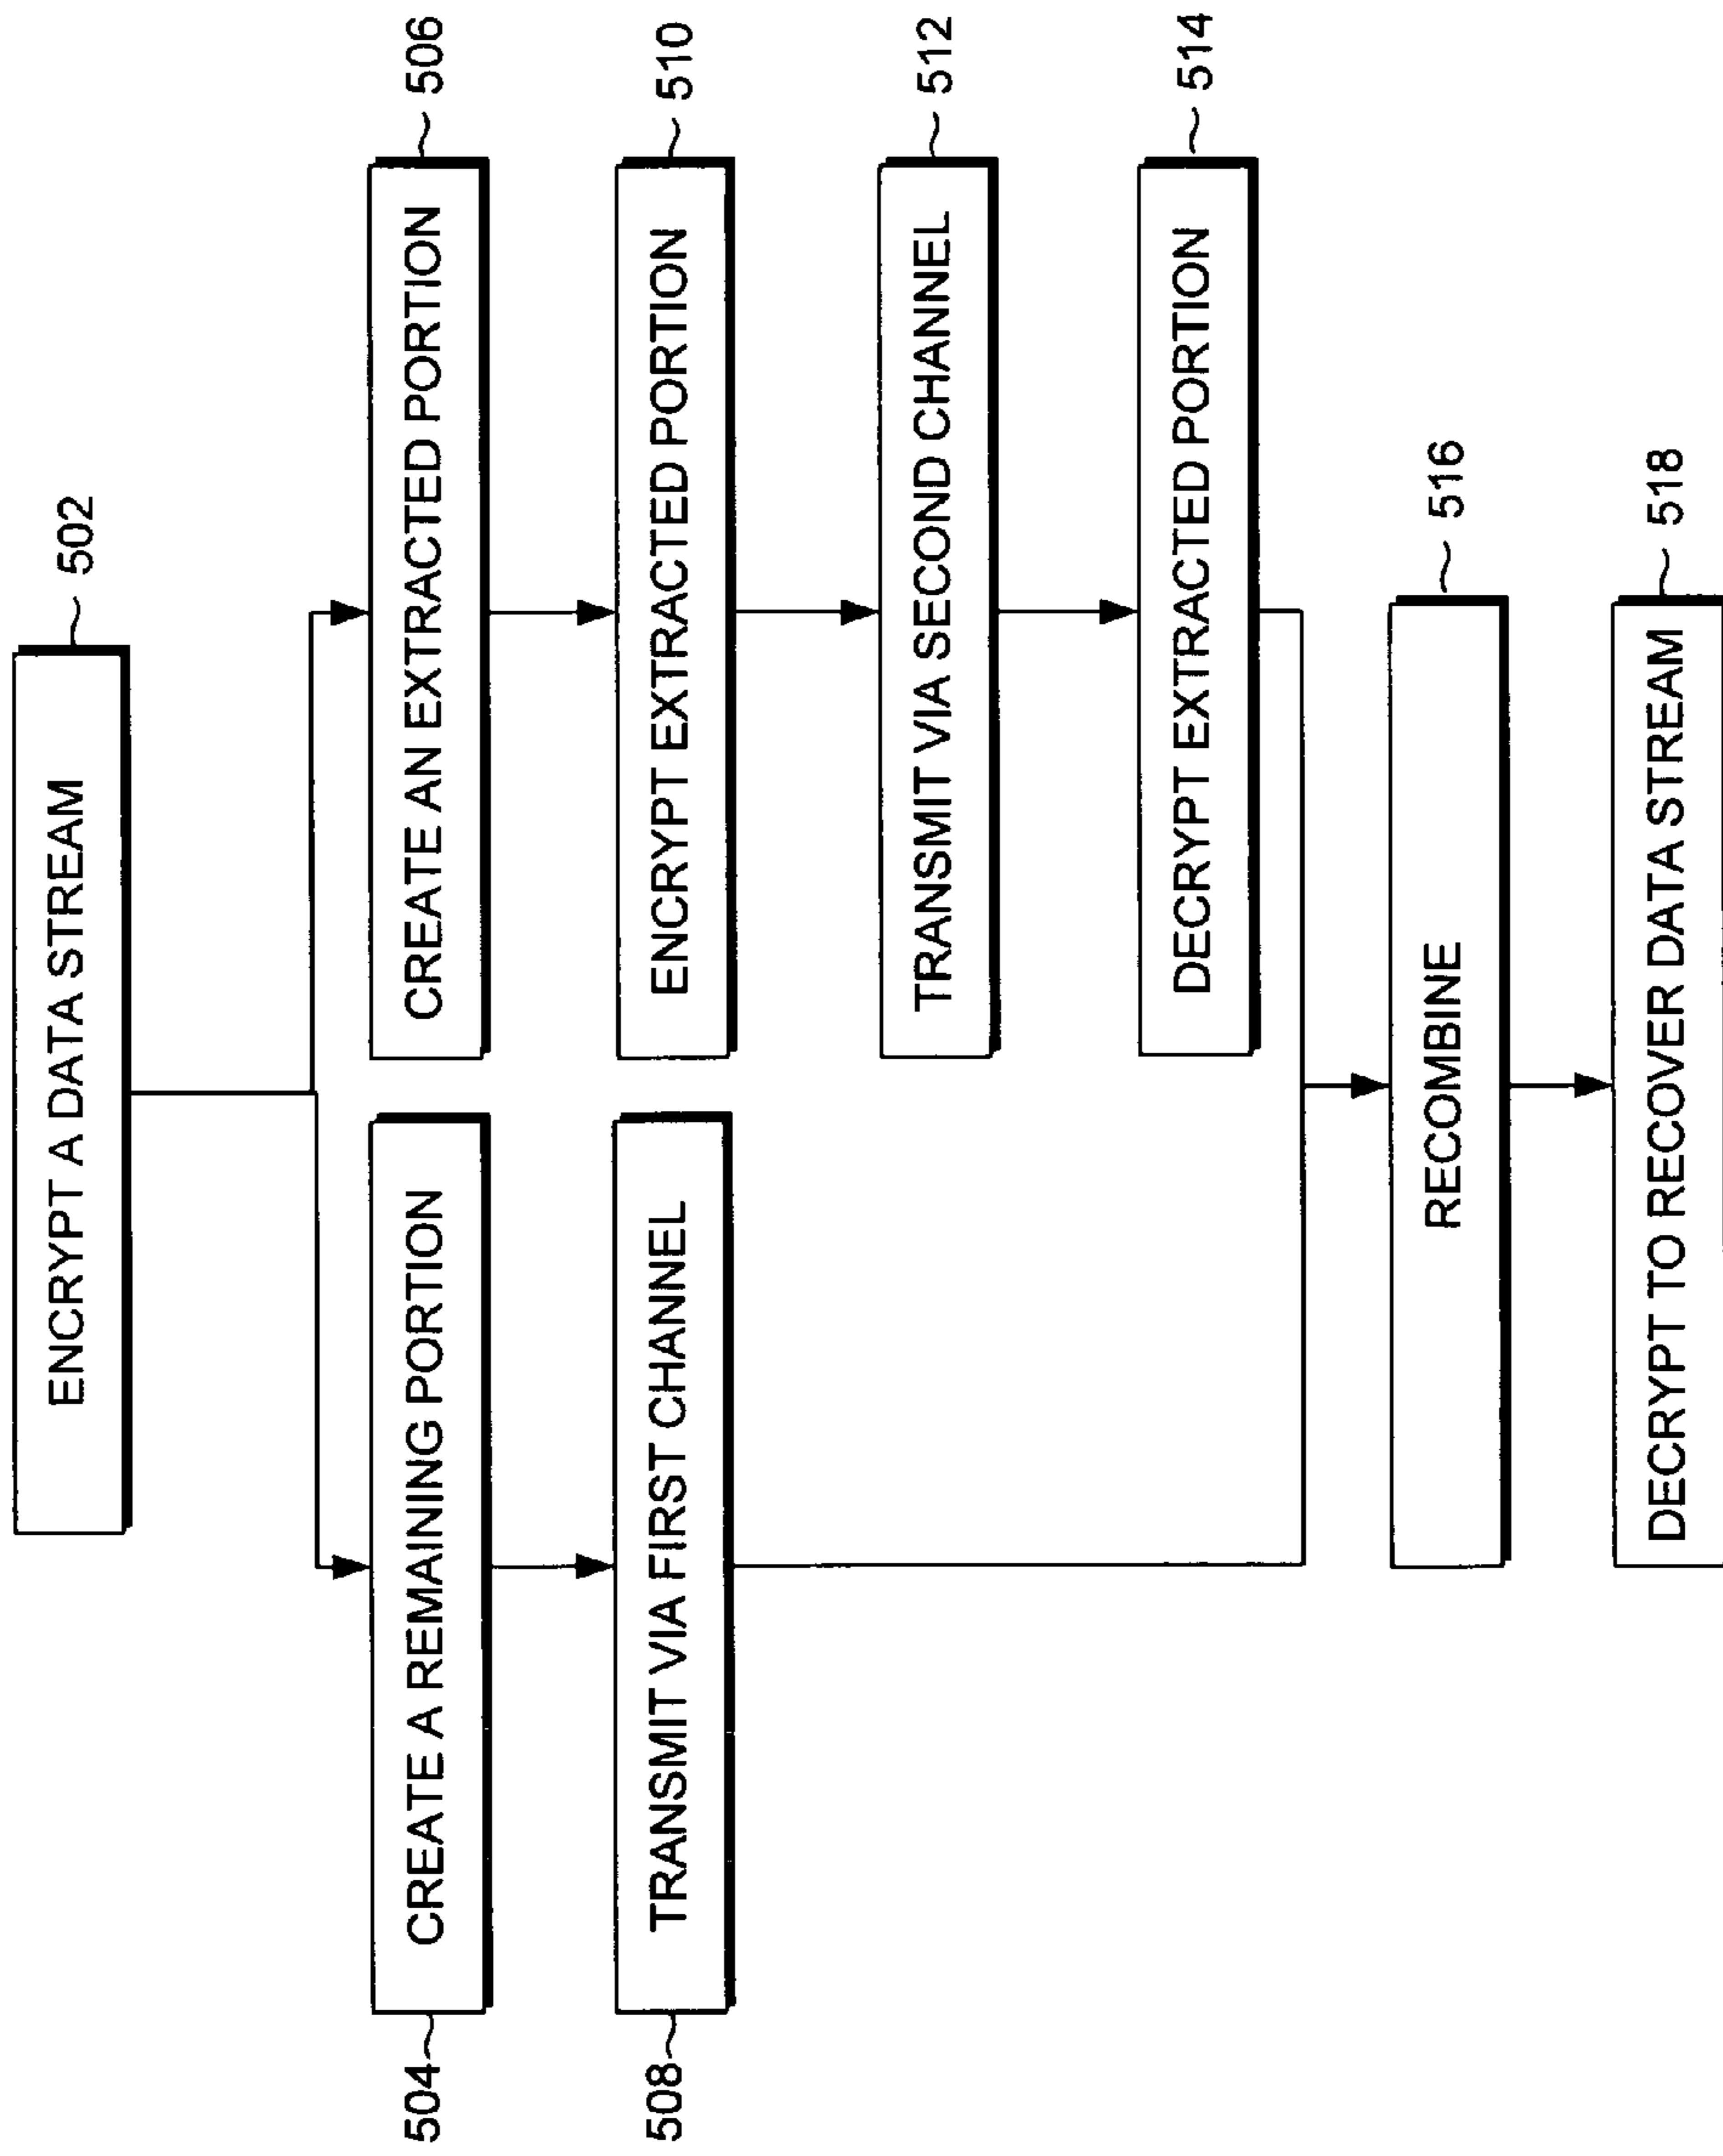 ENCRYPT A DATA STREAM
502
504
CREATE A REMAINING PORTION
CREATE AN EXTRACTED PORTION
506
508
TRANSMIT VIA FIRST CHANNEL
ENCRYPT EXTRACTED PORTION
510
TRANSMIT VIA SECOND CHANNEL
512
DECRYPT EXTRACTED PORTION
514
RECOMBINE
516
DECRYPT TO RECOVER DATA STREAM
518